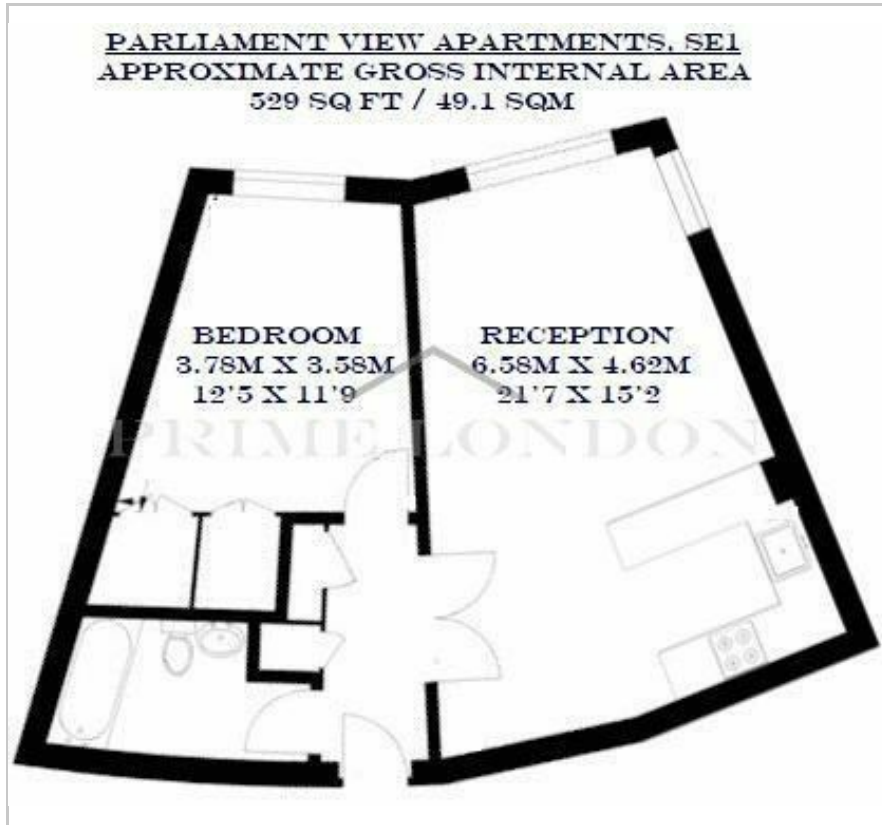 PARLIAMENT VIEW APARTMENTS, SE1
APPROXIMATE GROSS INTERNAL AREA
529 SQ FT / 49.1 SQM
BEDROOM
3.78M X 3.58M
12'5 X 11'9
RECEPTION
6.58M X 4.62M
21'7 X 15'2
PRIME LONDON